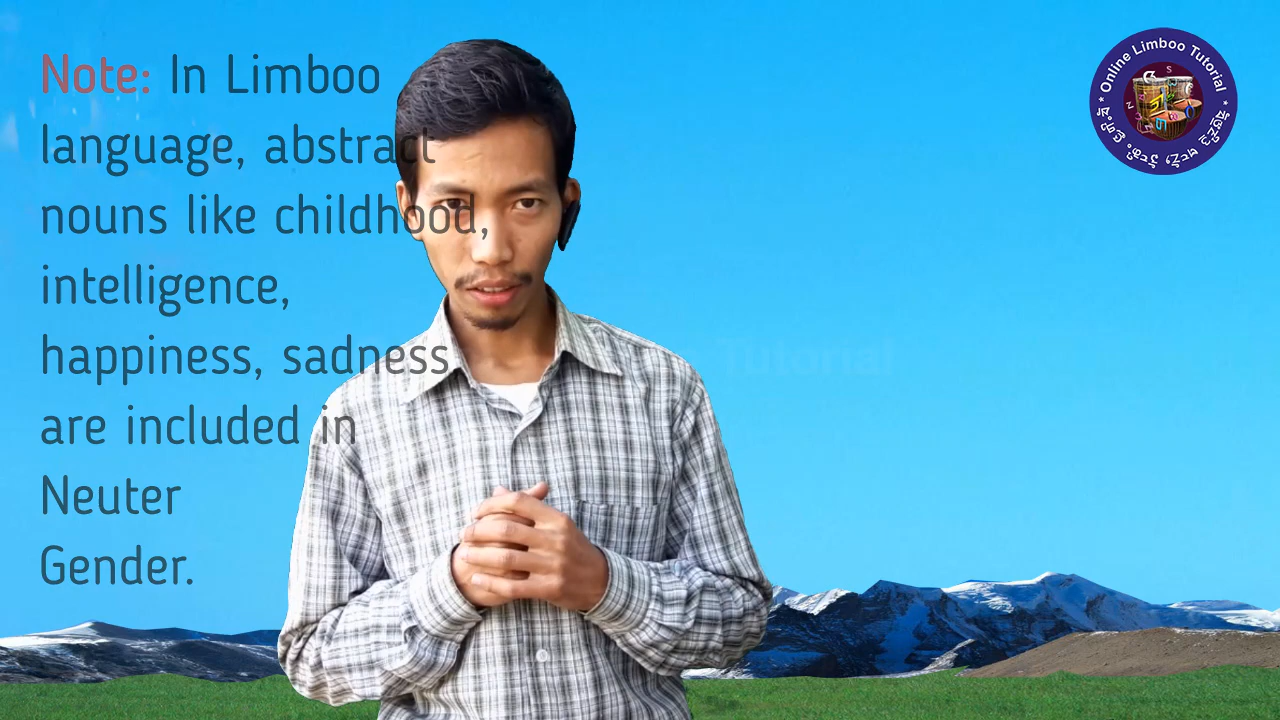 Note: In Limboo
language, abstract
nouns like childhood,
intelligence,
happiness, sadness
are included in
Neuter
Gender.
* Online Limboo Tutorial *
Tutorial